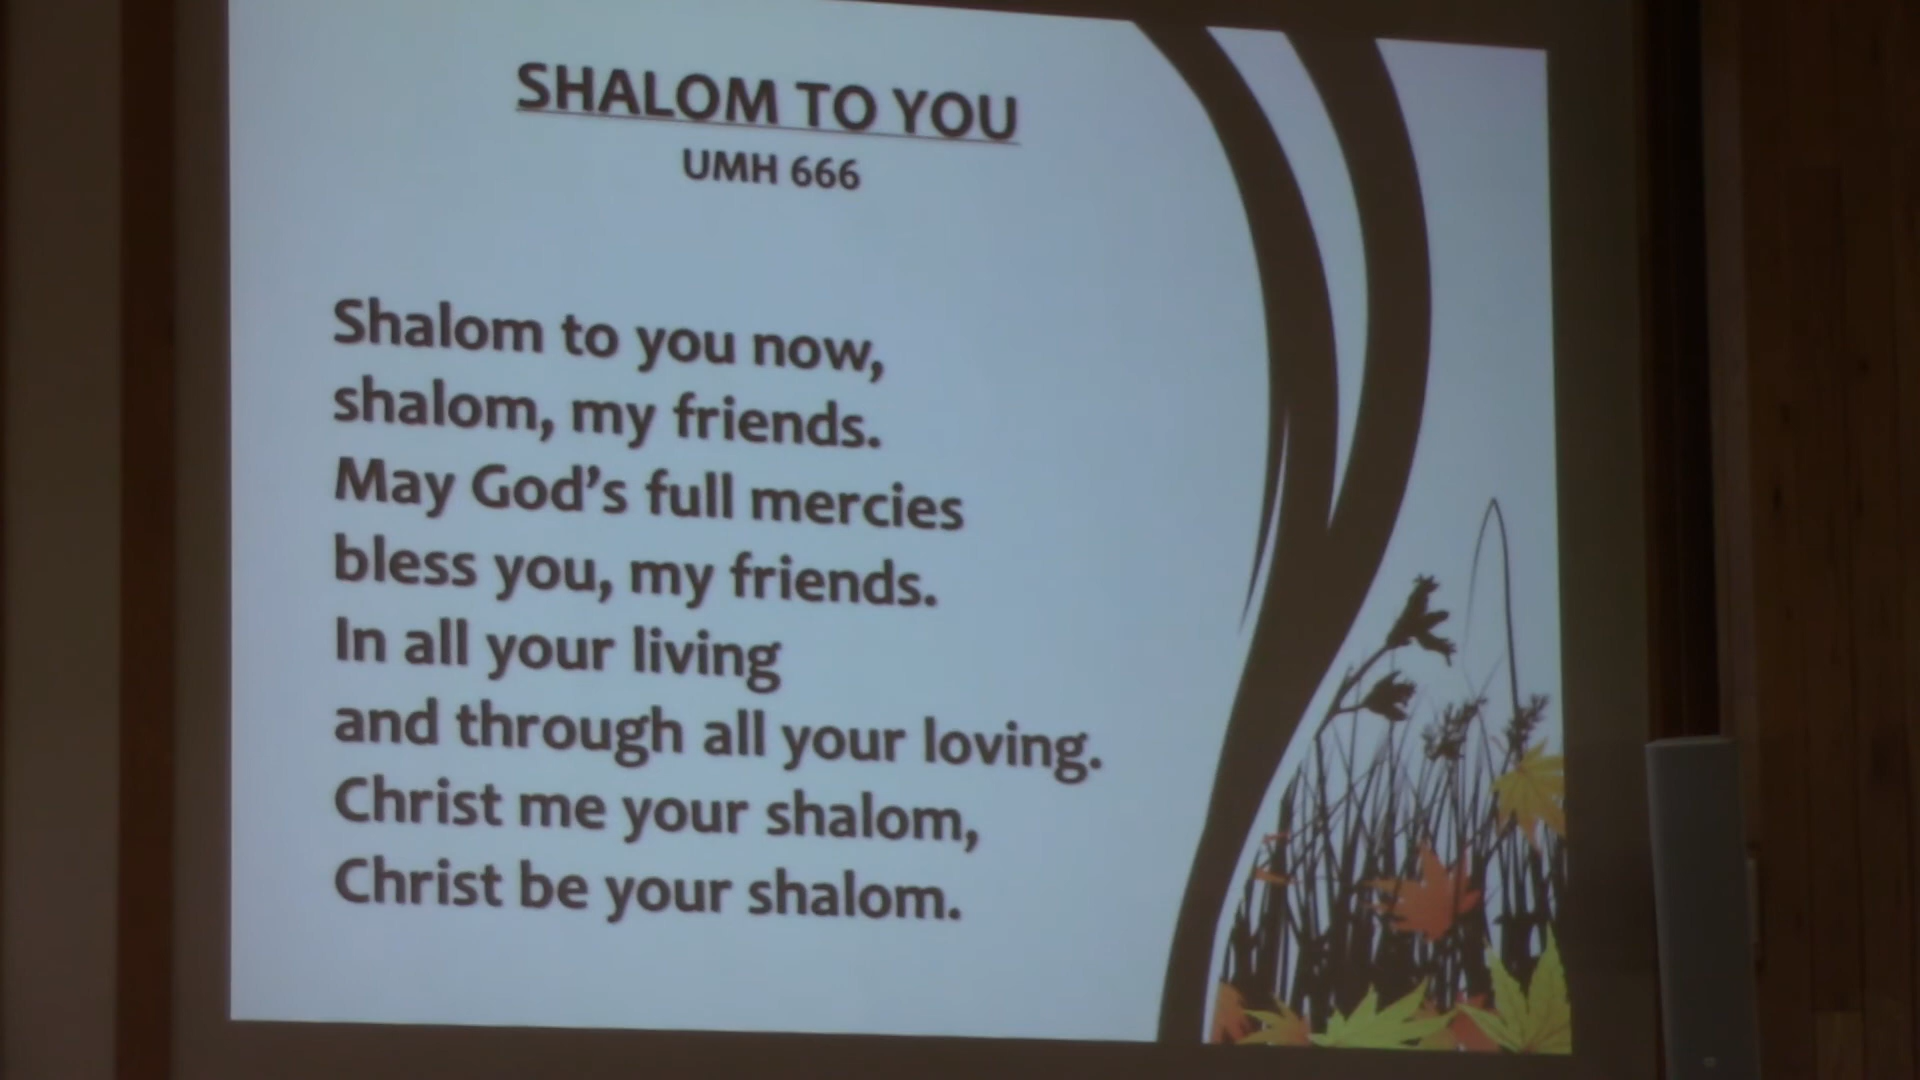 SHALOM TO YOU
UMH 666
Shalom to you now,
shalom, my friends.
May God’s full mercies
bless you, my friends.
In all your living
and through all your loving.
Christ me your shalom,
Christ be your shalom.